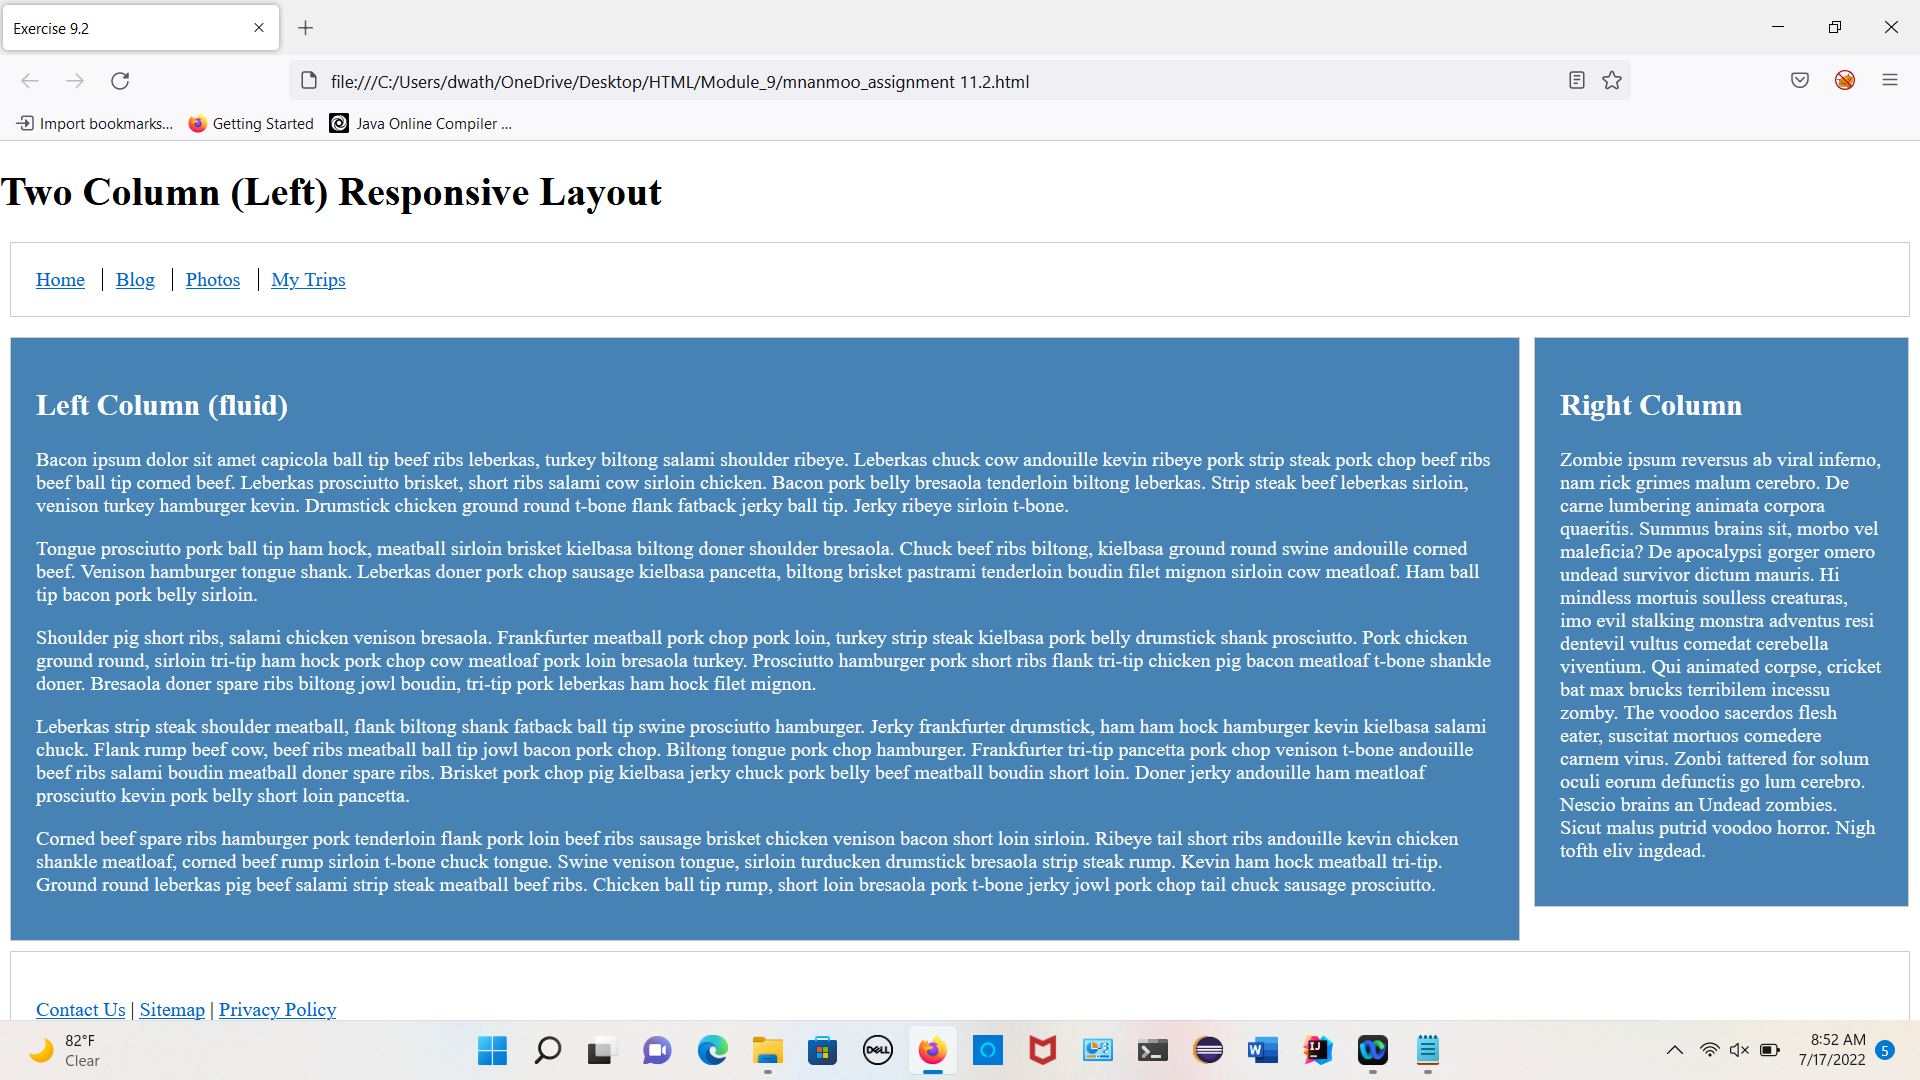 Exercise 9.2
file:///C:/Users/dwath/OneDrive/Desktop/HTML/Module_9/mnanmoo_assignment 11.2.html
Import bookmarks... Getting Started Java Online Compiler ...
Two Column (Left) Responsive Layout
Home Blog Photos My Trips
Left Column (fluid)
Bacon ipsum dolor sit amet capicola ball tip beef ribs leberkas, turkey biltong salami shoulder ribeye. Leberkas chuck cow andouille kevin ribeye pork strip steak pork chop beef ribs
beef ball tip corned beef. Leberkas prosciutto brisket, short ribs salami cow sirloin chicken. Bacon pork belly bresaola tenderloin biltong leberkas. Strip steak beef leberkas sirloin,
venison turkey hamburger kevin. Drumstick chicken ground round t-bone flank fatback jerky ball tip. Jerky ribeye sirloin t-bone.
Tongue prosciutto pork ball tip ham hock, meatball sirloin brisket kielbasa biltong doner shoulder bresaola. Chuck beef ribs biltong, kielbasa ground round swine andouille corned
beef. Venison hamburger tongue shank. Leberkas doner pork chop sausage kielbasa pancetta, biltong brisket pastrami tenderloin boudin filet mignon sirloin cow meatloaf. Ham ball
tip bacon pork belly sirloin.
Shoulder pig short ribs, salami chicken venison bresaola. Frankfurter meatball pork chop pork loin, turkey strip steak kielbasa pork belly drumstick shank prosciutto. Pork chicken
ground round, sirloin tri-tip ham hock pork chop cow meatloaf pork loin bresaola turkey. Prosciutto hamburger pork short ribs flank tri-tip chicken pig bacon meatloaf t-bone shankle
doner. Bresaola doner spare ribs biltong jowl boudin, tri-tip pork leberkas ham hock filet mignon.
Leberkas strip steak shoulder meatball, flank biltong shank fatback ball tip swine prosciutto hamburger. Jerky frankfurter drumstick, ham ham hock hamburger kevin kielbasa salami
chuck. Flank rump beef cow, beef ribs meatball ball tip jowl bacon pork chop. Biltong tongue pork chop hamburger. Frankfurter tri-tip pancetta pork chop venison t-bone andouille
beef ribs salami boudin meatball doner spare ribs. Brisket pork chop pig kielbasa jerky chuck pork belly beef meatball boudin short loin. Doner jerky andouille ham meatloaf
prosciutto kevin pork belly short loin pancetta.
Corned beef spare ribs hamburger pork tenderloin flank pork loin beef ribs sausage brisket chicken venison bacon short loin sirloin. Ribeye tail short ribs andouille kevin chicken
shankle meatloaf, corned beef rump sirloin t-bone chuck tongue. Swine venison tongue, sirloin turducken drumstick bresaola strip steak rump. Kevin ham hock meatball tri-tip.
Ground round leberkas pig beef salami strip steak meatball beef ribs. Chicken ball tip rump, short loin bresaola pork t-bone jerky jowl pork chop tail chuck sausage prosciutto.
Right Column
Zombie ipsum reversus ab viral inferno,
nam rick grimes malum cerebro. De
carne lumbering animata corpora
quaeritis. Summus brains sit, morbo vel
maleficia? De apocalypsi gorger omero
undead survivor dictum mauris. Hi
mindless mortuis soulless creaturas,
imo evil stalking monstra adventus resi
dentevil vultus comedat cerebella
viventium. Qui animated corpse, cricket
bat max brucks terribilem incessu
zomby. The voodoo sacerdos flesh
eater, suscitat mortuos comedere
carnem virus. Zonbi tattered for solum
oculi eorum defunctis go lum cerebro.
Nescio brains an Undead zombies.
Sicut malus putrid voodoo horror. Nigh
tofth eliv ingdead.
Contact Us | Sitemap | Privacy Policy
82°F
Clear
DELL
W
IJ
8:52 AM
7/17/2022
5